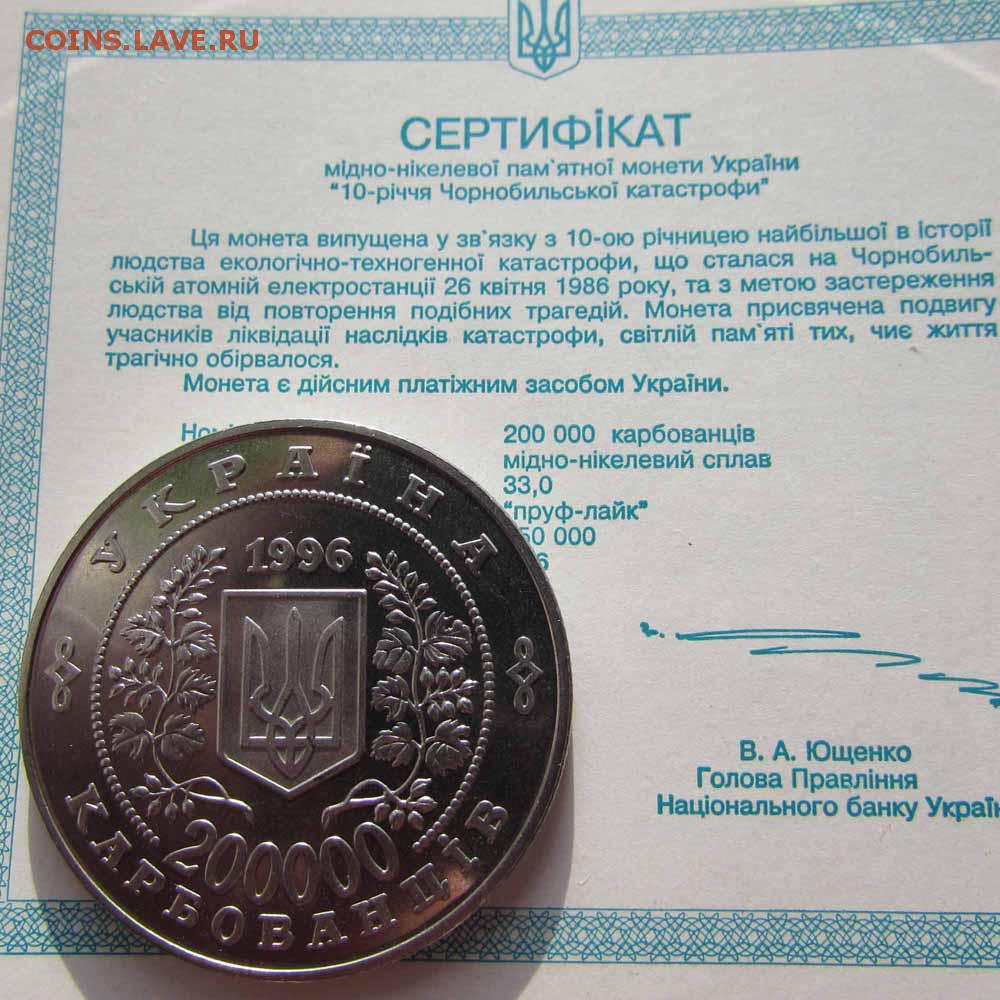 COINS.LAVE.RU
СЕРТИФІКАТ
мідно-нікелевої пам`ятної монети України
"10-річчя Чорнобильської катастрофи"
Ця монета випущена у зв`язку з 10-ою річницею найбільшої в історії
людства екологічно-техногенної катастрофи, що сталася на Чорнобиль-
ській атомній електростанції 26 квітня 1986 року, та з метою застереження
людства від повторення подібних трагедій. Монета присвячена подвигу
учасників ліквідації наслідків катастрофи, світлій пам`яті тих, чиє життя
трагічно обірвалося.
Монета є дійсним платіжним засобом України.
200 000 карбованців
мідно-нікелевий сплав
33,0
"пруф-лайк"
50 000
6
В. А. Ющенко
Голова Правління
Національного банку Україн
УКРАЇНА
1996
200000
КАРБОВАНЦІВ